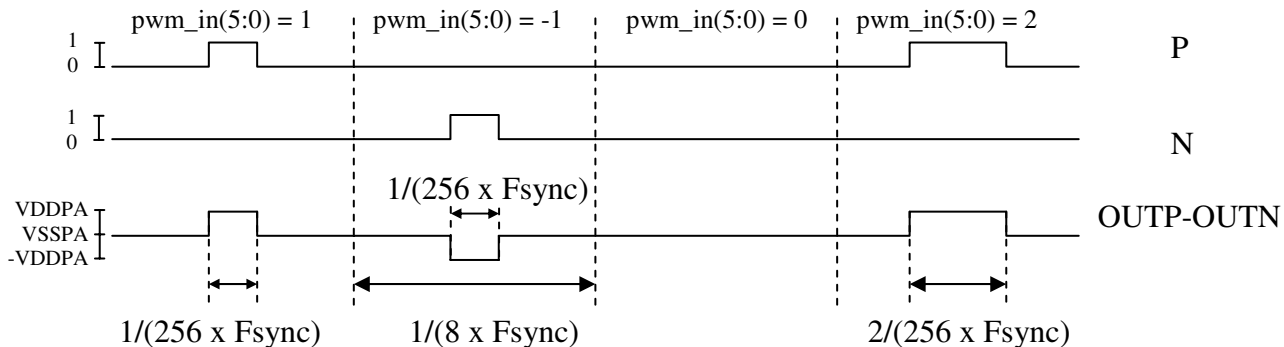 pwm_in(5:0) = 1
pwm_in(5:0) = -1
pwm_in(5:0) = 0
pwm_in(5:0) = 2
1
0
P
1
0
N
1/(256 x Fsync)
VDDPA
VSSPA
-VDDPA
OUTP-OUTN
1/(256 x Fsync)
1/(8 x Fsync)
2/(256 x Fsync)